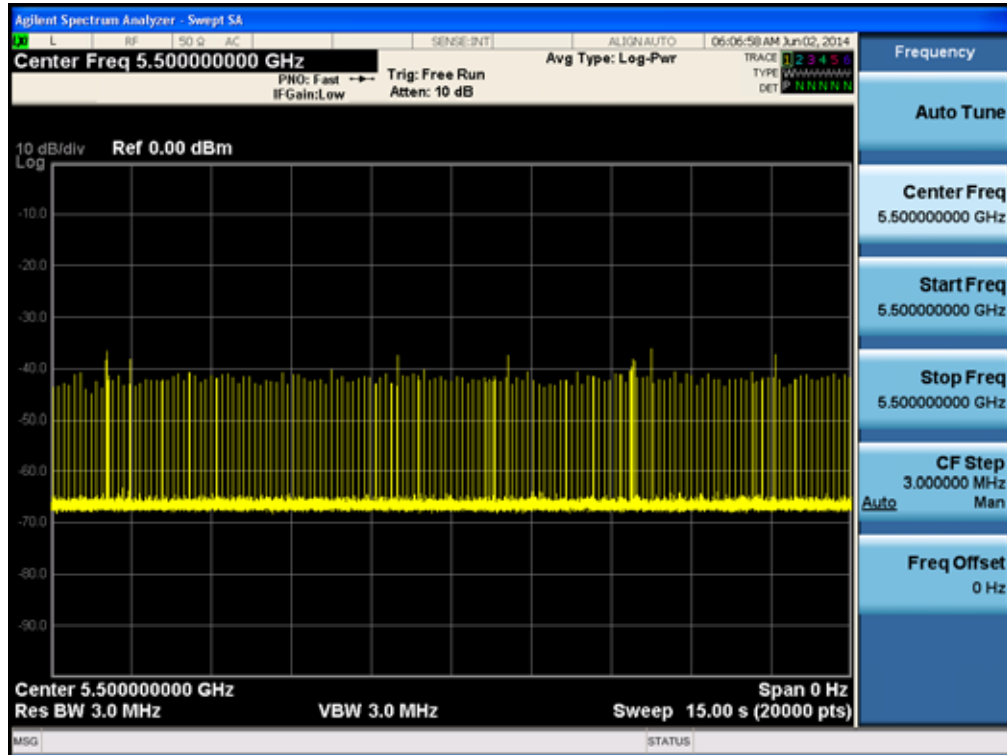 Agilent Spectrum Analyzer - Swept SA
L RF 50 Ω AC SENSE:INT ALIGN AUTO 06:06:58 AM Jun 02, 2014
Center Freq 5.500000000 GHz
PNO: Fast
IFGain:Low
Trig: Free Run
Atten: 10 dB
Avg Type: Log-Pwr
TRACE 1 2 3 4 5 6
TYPE
DET P N N N N N
10 dB/div Ref 0.00 dBm
Log
-10.0
-20.0
-30.0
-40.0
-50.0
-60.0
-70.0
-80.0
-90.0
Center 5.500000000 GHz Span 0 Hz
Res BW 3.0 MHz VBW 3.0 MHz Sweep 15.00 s (20000 pts)
MSG STATUS
Frequency
Auto Tune
Center Freq
5.500000000 GHz
Start Freq
5.500000000 GHz
Stop Freq
5.500000000 GHz
CF Step
3.000000 MHz
Auto Man
Freq Offset
0 Hz